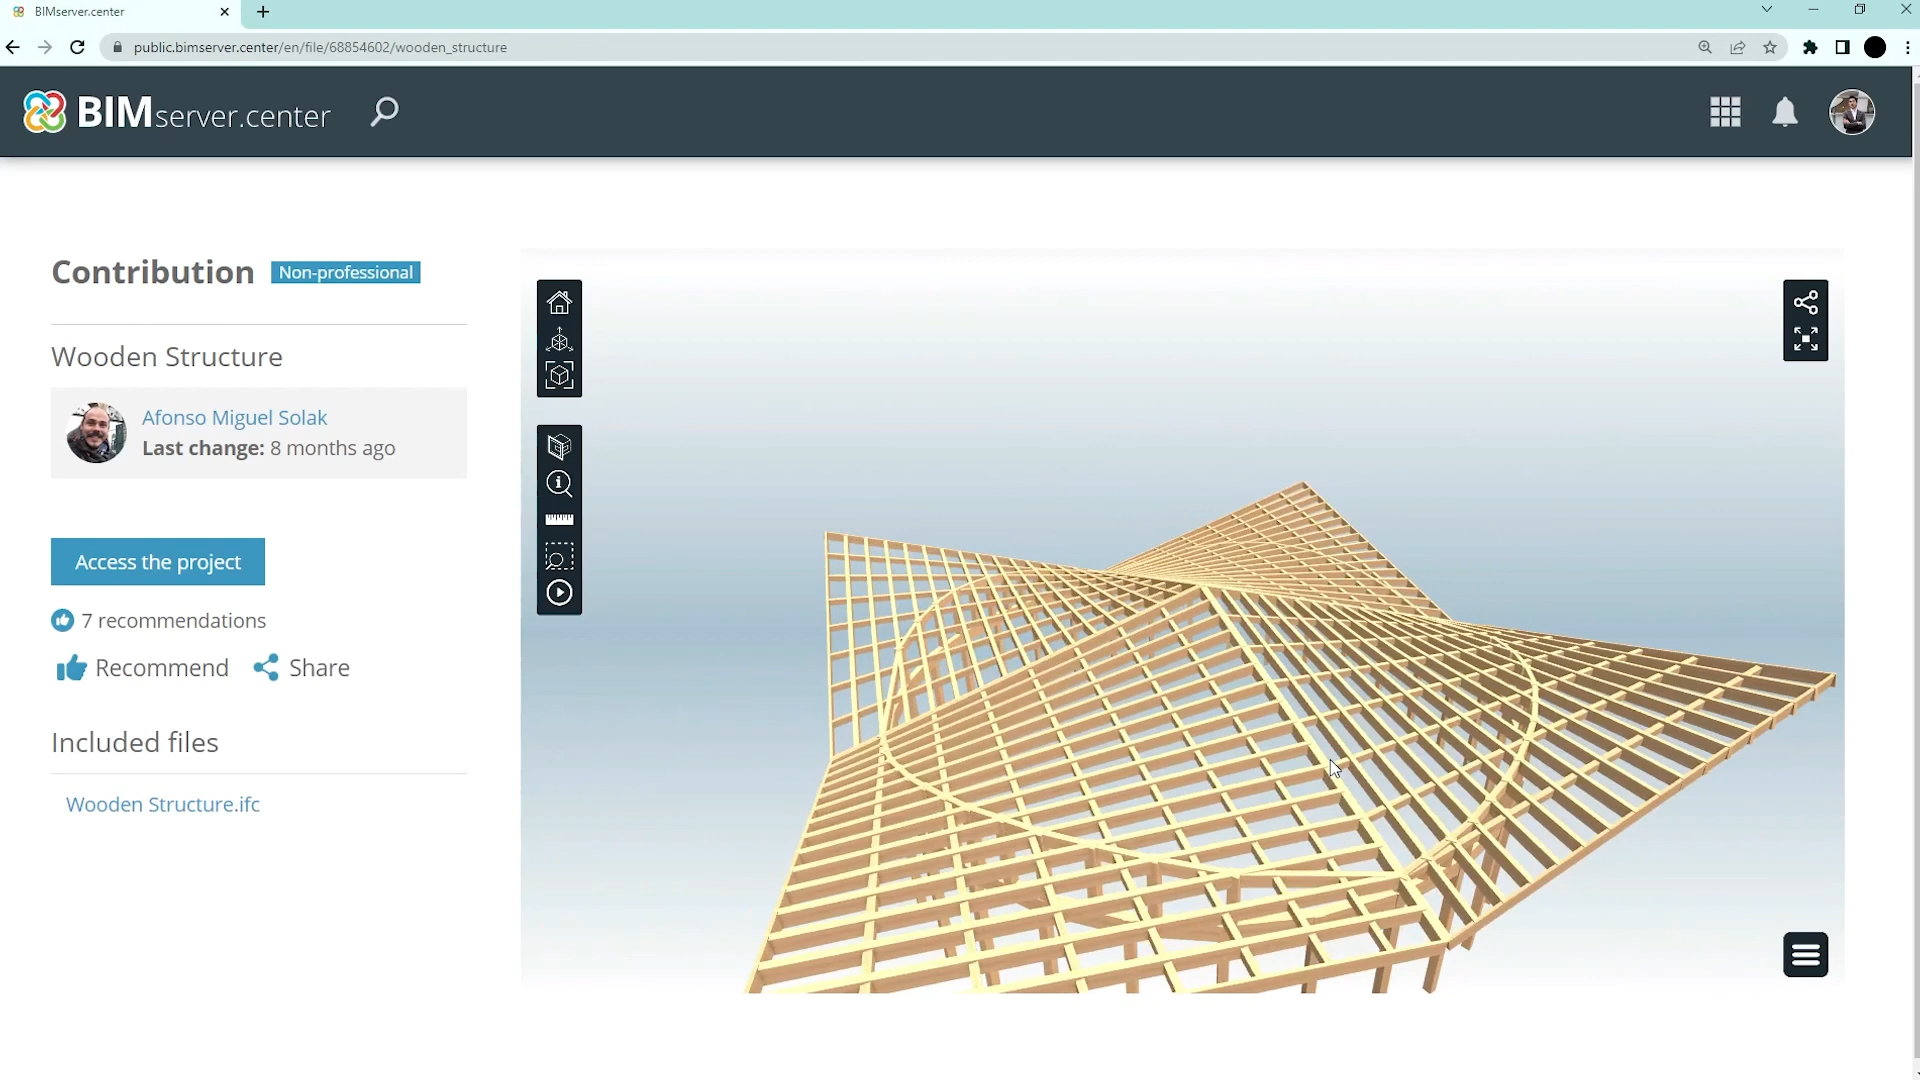 BIMserver.center
public.bimserver.center/en/file/68854602/wooden_structure
BIMserver.center
Contribution Non-professional
Wooden Structure
Afonso Miguel Solak
Last change: 8 months ago
Access the project
7 recommendations
Recommend Share
Included files
Wooden Structure.ifc